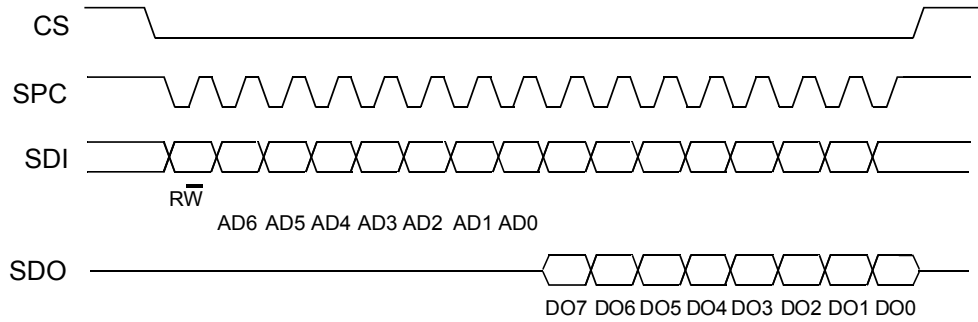 CS
SPC
SDI
RW̅
AD6 AD5 AD4 AD3 AD2 AD1 AD0
SDO
DO7 DO6 DO5 DO4 DO3 DO2 DO1 DO0